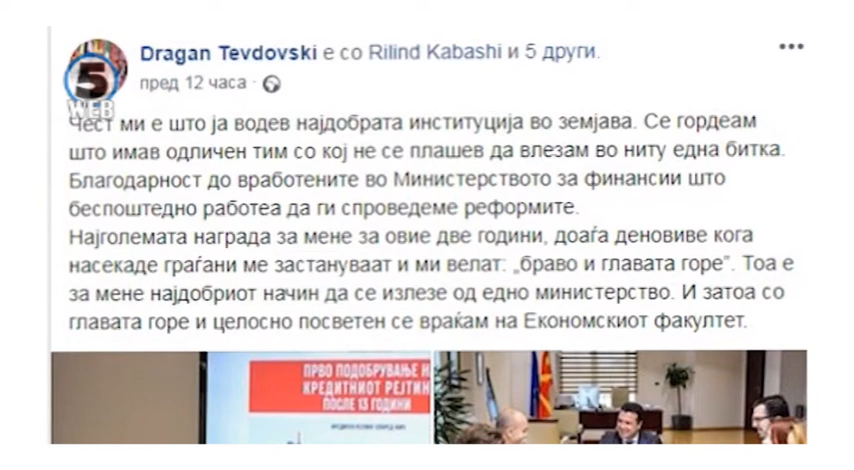 Dragan Tevdovski е со Rilind Kabashi и 5 други.
пред 12 часа ·
5
WEB
Чест ми е што ја водев најдобрата институција во земјава. Се гордеам
што имав одличен тим со кој не се плашев да влезам во ниту една битка.
Благодарност до вработените во Министерството за финансии што
беспоштедно работеа да ги спроведеме реформите.
Најголемата награда за мене за овие две години, доаѓа деновиве кога
насекаде граѓани ме застануваат и ми велат: „браво и главата горе”. Тоа е
за мене најдобриот начин да се излезе од едно министерство. И затоа со
главата горе и целосно посветен се враќам на Економскиот факултет.
ПРВО ПОДОБРУВАЊЕ Н
КРЕДИТНИОТ РЕЈТИН
ПОСЛЕ 13 ГОДИНИ